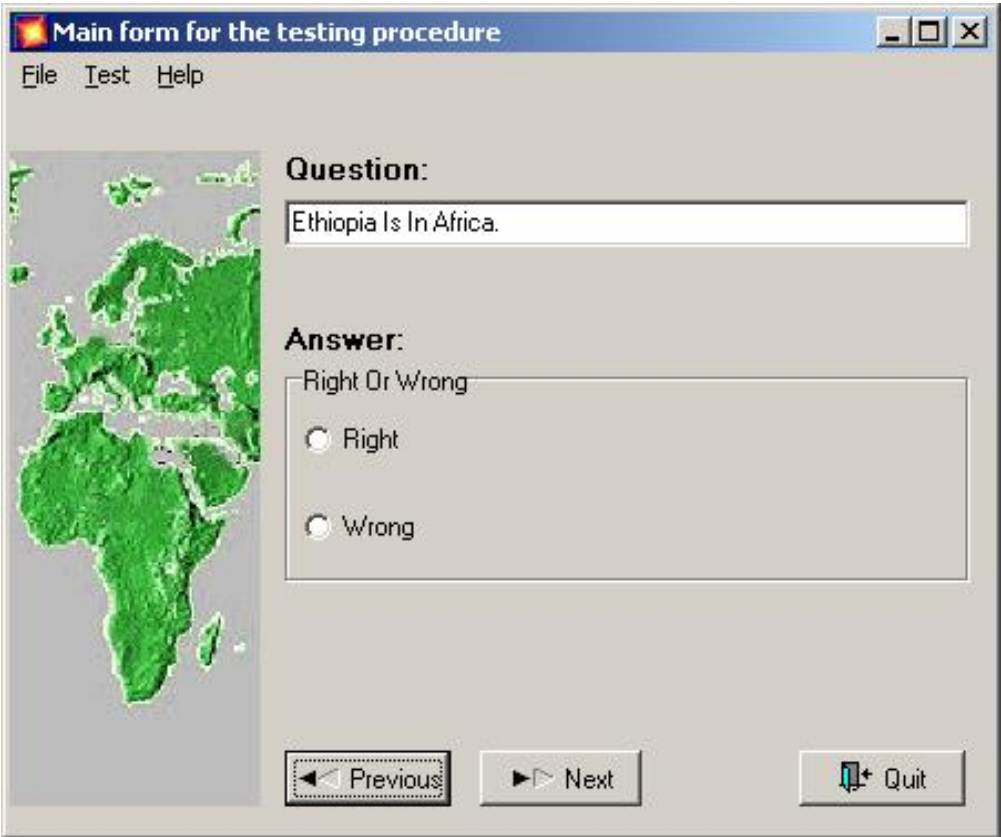 Main form for the testing procedure
File Test Help
Question:
Ethiopia Is In Africa.
Answer:
Right Or Wrong
Right
Wrong
Previous Next Quit